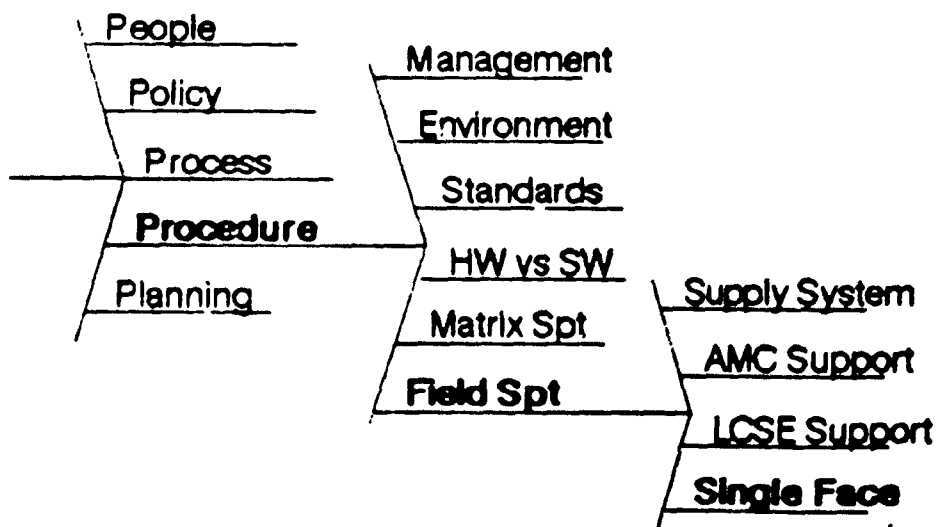 People
Policy
Process
Procedure
Planning
Management
Environment
Standards
HW vs SW
Matrix Spt
Field Spt
Supply System
AMC Support
LCSE Support
Single Face